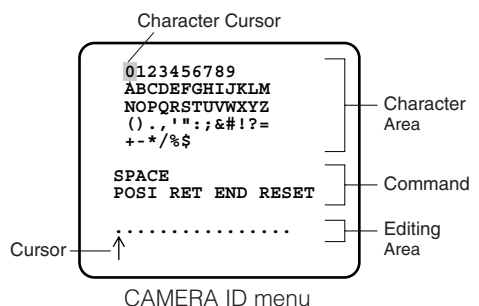 Character Cursor
0123456789
ABCDEFGHIJKLM
NOPQRSTUVWXYZ
().,'":;&#!?=
+-*/%$
Character
Area
SPACE
POSI RET END RESET
Command
................
Editing
Area
Cursor
CAMERA ID menu